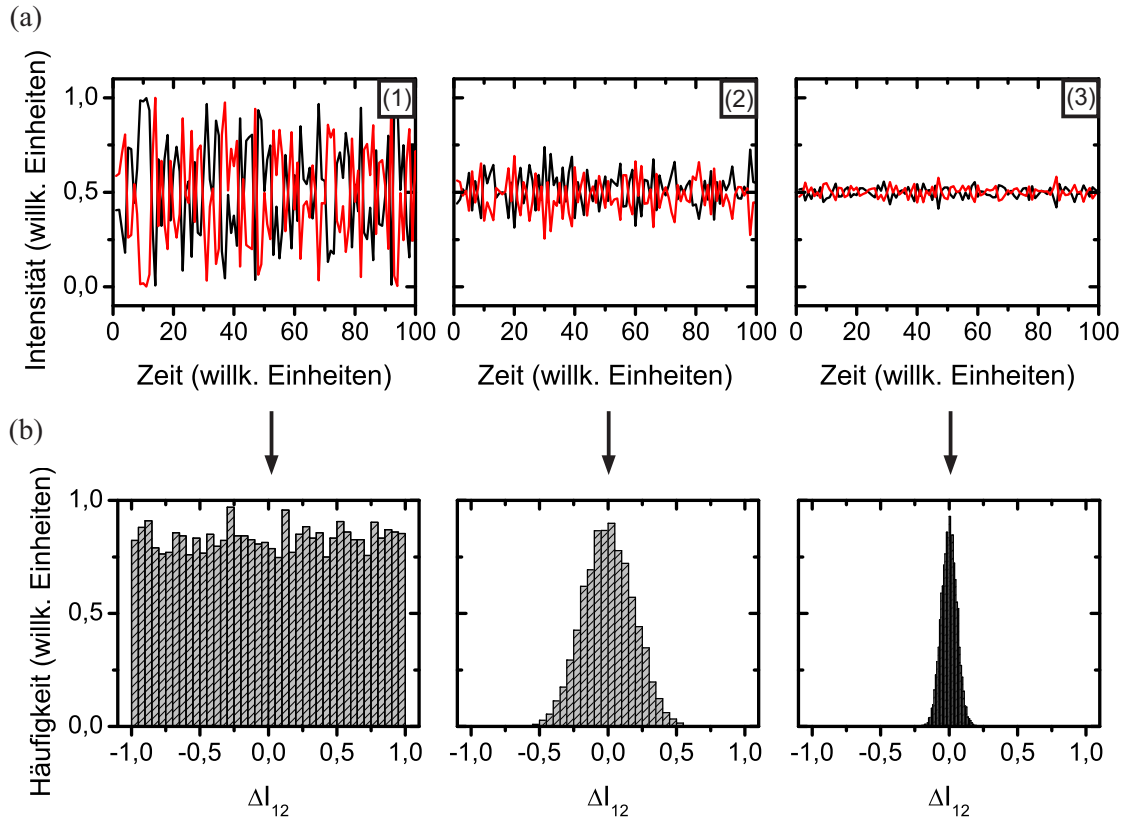 (a)
Intensität (willk. Einheiten)
1,0
0,5
0,0
(1)
(2)
(3)
0 20 40 60 80 100
0 20 40 60 80 100
0 20 40 60 80 100
Zeit (willk. Einheiten)
Zeit (willk. Einheiten)
Zeit (willk. Einheiten)
(b)
Häufigkeit (willk. Einheiten)
1,0
0,5
0,0
-1,0 -0,5 0,0 0,5 1,0
-1,0 -0,5 0,0 0,5 1,0
-1,0 -0,5 0,0 0,5 1,0
ΔI₁₂
ΔI₁₂
ΔI₁₂